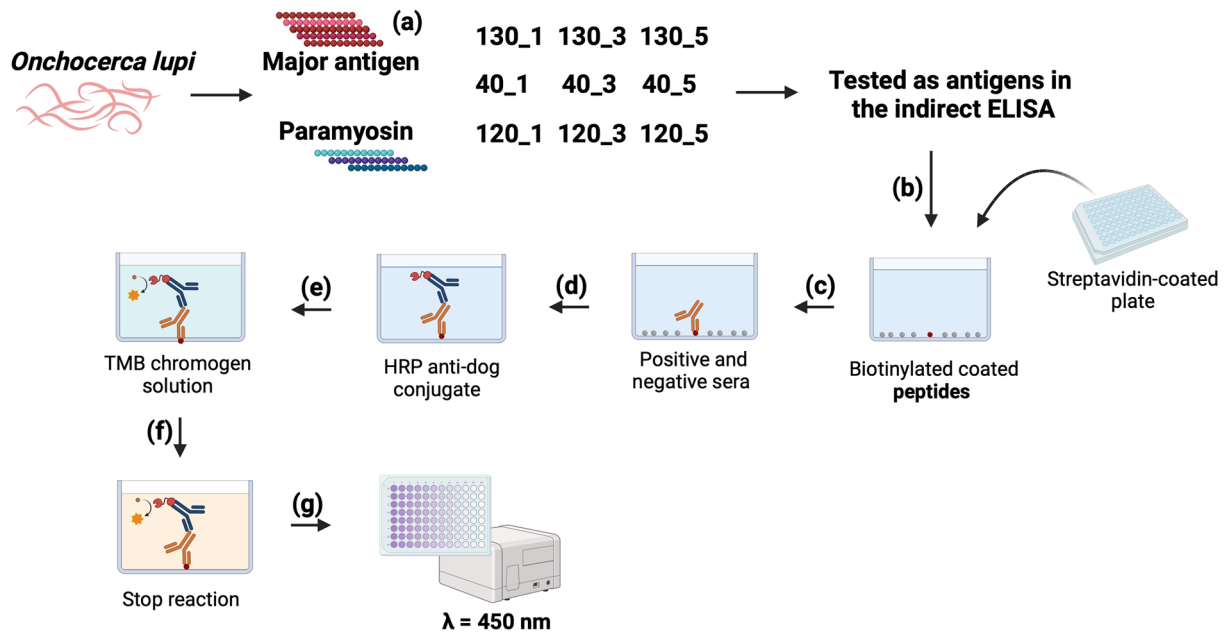 (a)
Onchocerca lupi
Major antigen
Paramyosin
130_1 130_3 130_5
40_1 40_3 40_5
120_1 120_3 120_5
Tested as antigens in
the indirect ELISA
(b)
Streptavidin-coated
plate
Biotinylated coated
peptides
(c)
Positive and
negative sera
(d)
HRP anti-dog
conjugate
(e)
TMB chromogen
solution
(f)
Stop reaction
(g)
λ = 450 nm